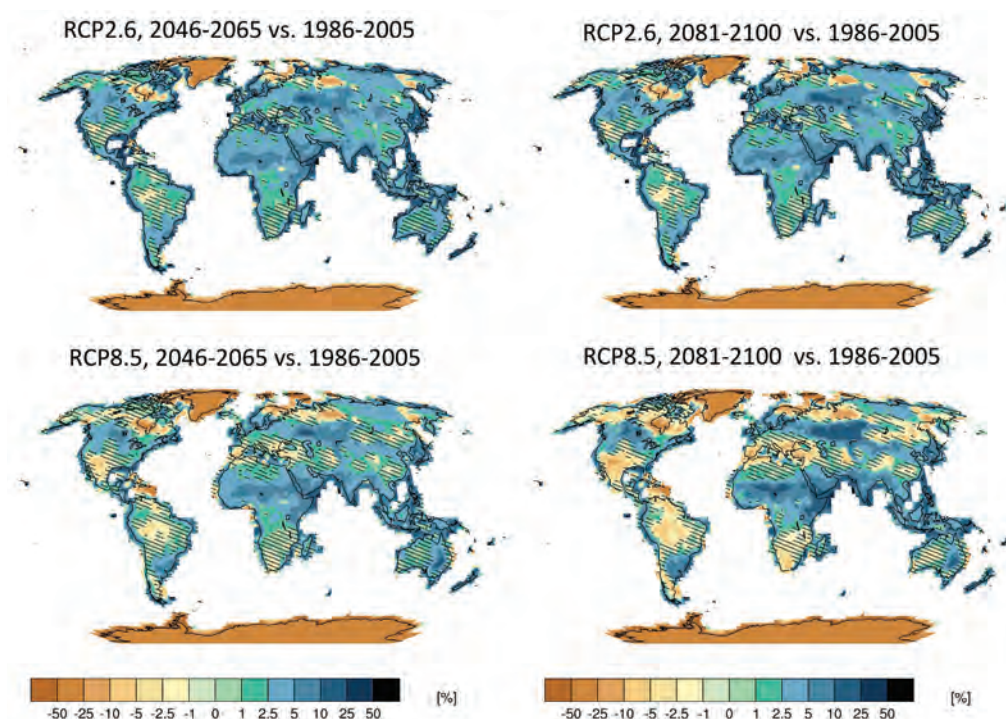 RCP2.6, 2046-2065 vs. 1986-2005
RCP2.6, 2081-2100 vs. 1986-2005
RCP8.5, 2046-2065 vs. 1986-2005
RCP8.5, 2081-2100 vs. 1986-2005
-50 -25 -10 -5 -2.5 -1 0 1 2.5 5 10 25 50 [%]
-50 -25 -10 -5 -2.5 -1 0 1 2.5 5 10 25 50 [%]